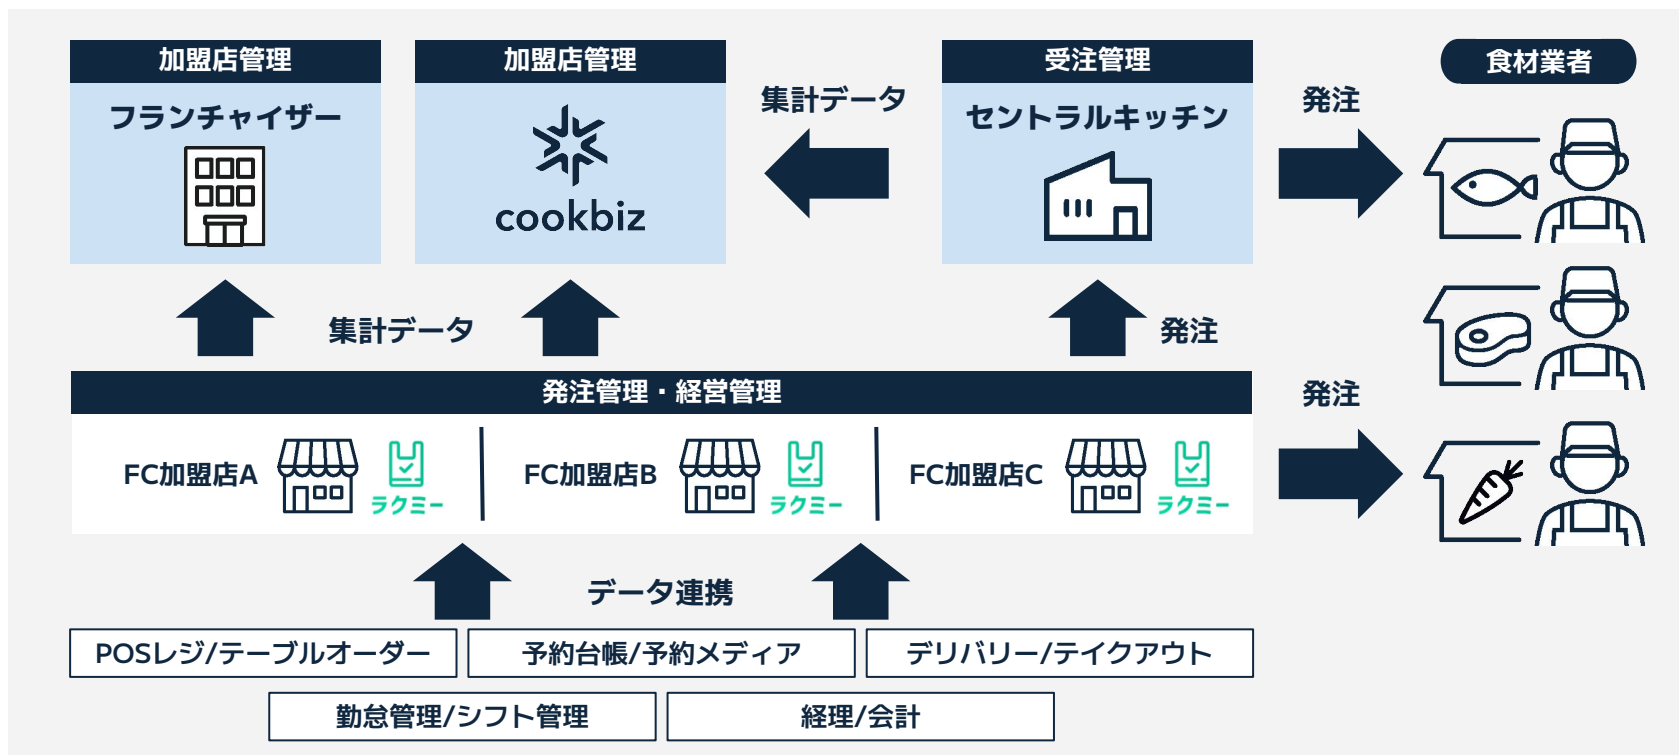 加盟店管理
フランチャイザー
加盟店管理
cookbiz
集計データ
受注管理
セントラルキッチン
発注
食材業者
集計データ
発注
発注管理・経営管理
発注
FC加盟店A
ラクミー
FC加盟店B
ラクミー
FC加盟店C
ラクミー
データ連携
POSレジ/テーブルオーダー
予約台帳/予約メディア
デリバリー/テイクアウト
勤怠管理/シフト管理
経理/会計